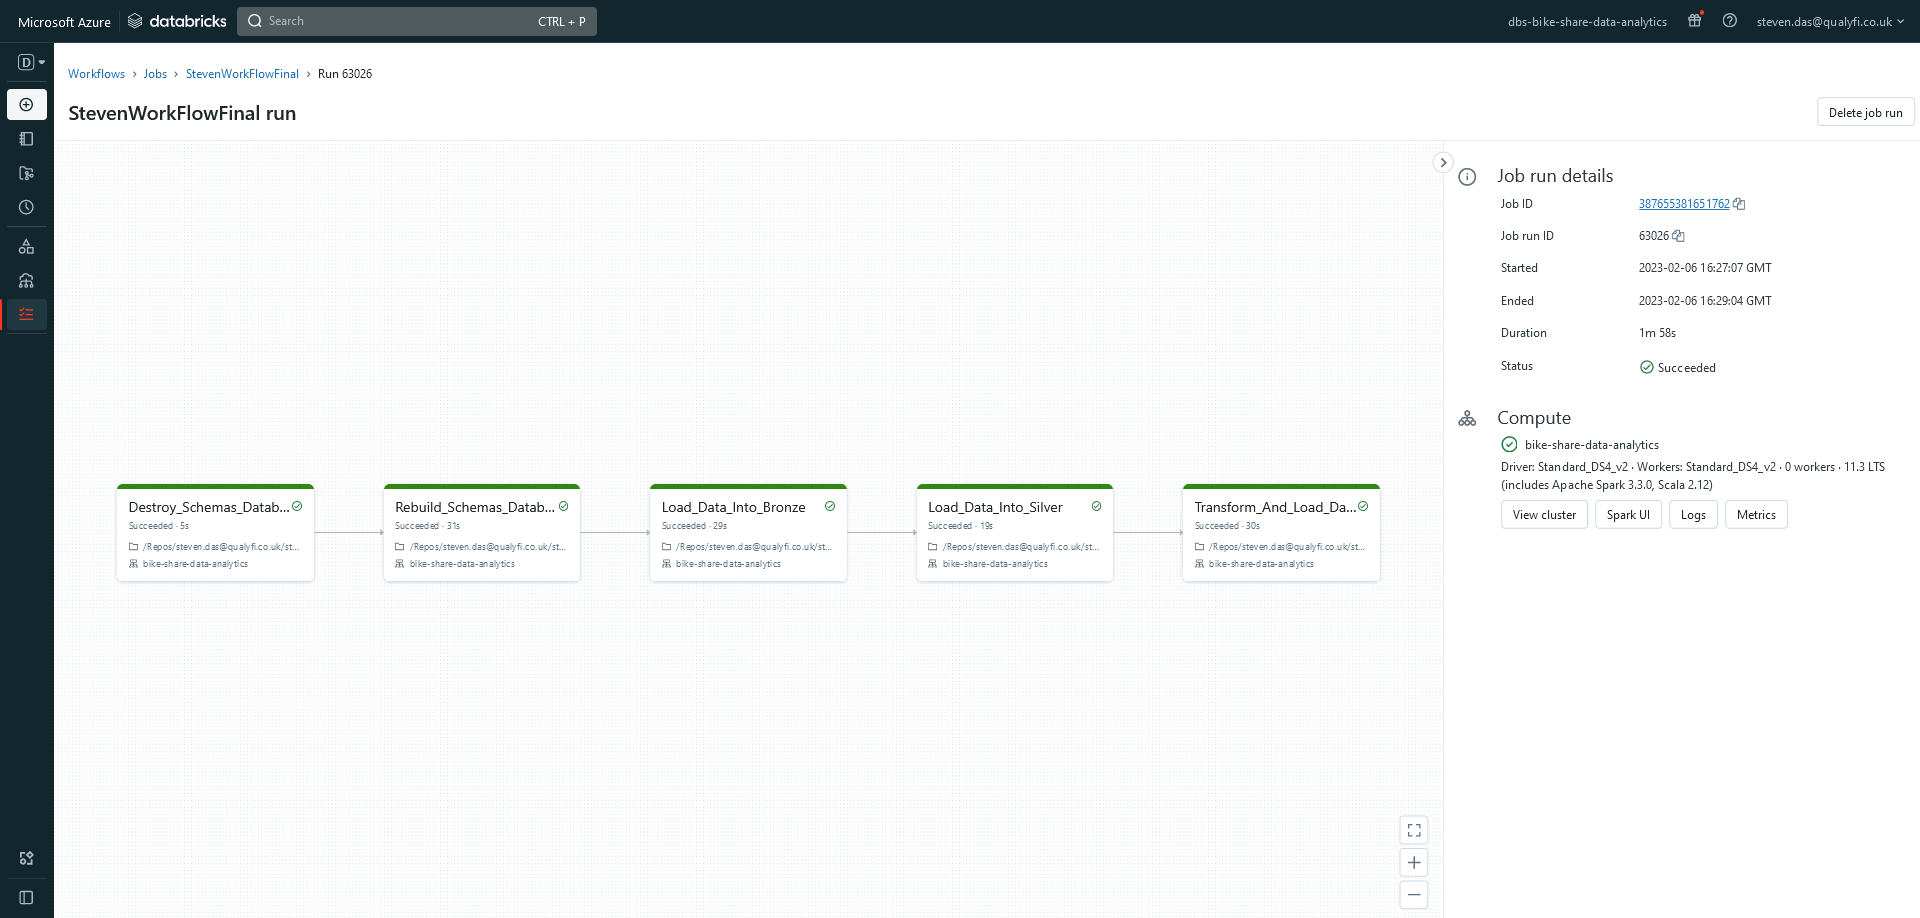 Microsoft Azure
databricks
Search
CTRL + P
dbs-bike-share-data-analytics
steven.das@qualyfi.co.uk
D
Workflows › Jobs › StevenWorkFlowFinal › Run 63026
StevenWorkFlowFinal run
Delete job run
Destroy_Schemas_Datab...
Succeeded · 5s
/Repos/steven.das@qualyfi.co.uk/st...
bike-share-data-analytics
Rebuild_Schemas_Datab...
Succeeded · 31s
/Repos/steven.das@qualyfi.co.uk/st...
bike-share-data-analytics
Load_Data_Into_Bronze
Succeeded · 29s
/Repos/steven.das@qualyfi.co.uk/st...
bike-share-data-analytics
Load_Data_Into_Silver
Succeeded · 19s
/Repos/steven.das@qualyfi.co.uk/st...
bike-share-data-analytics
Transform_And_Load_Da...
Succeeded · 30s
/Repos/steven.das@qualyfi.co.uk/st...
bike-share-data-analytics
Job run details
Job ID 387655381651762
Job run ID 63026
Started 2023-02-06 16:27:07 GMT
Ended 2023-02-06 16:29:04 GMT
Duration 1m 58s
Status Succeeded
Compute
bike-share-data-analytics
Driver: Standard_DS4_v2 · Workers: Standard_DS4_v2 · 0 workers · 11.3 LTS
(includes Apache Spark 3.3.0, Scala 2.12)
View cluster
Spark UI
Logs
Metrics